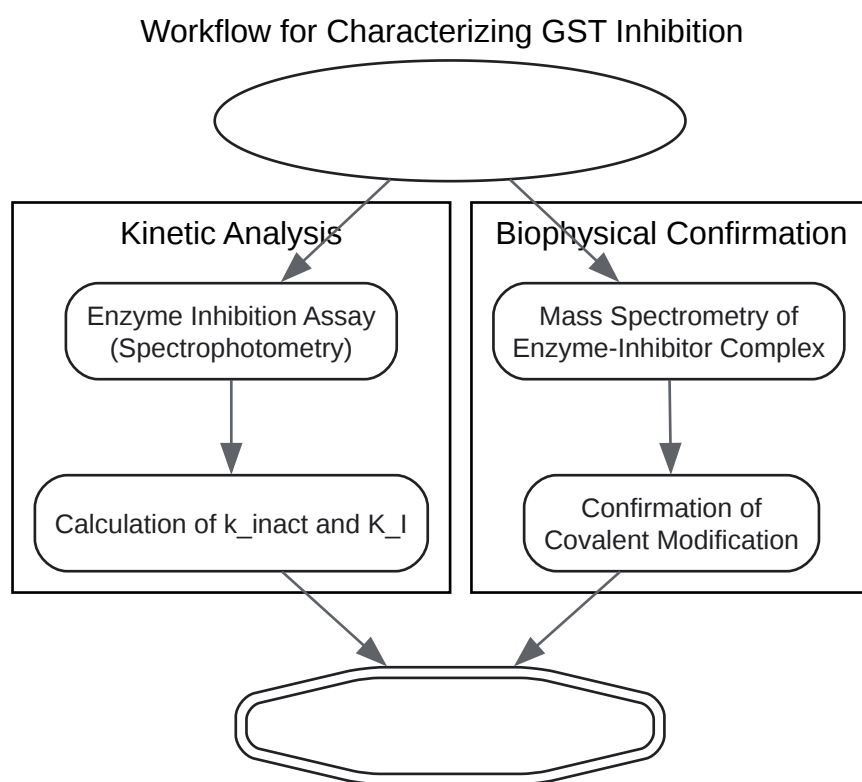 Workflow for Characterizing GST Inhibition
Kinetic Analysis
Enzyme Inhibition Assay
(Spectrophotometry)
Calculation of k_inact and K_I
Biophysical Confirmation
Mass Spectrometry of
Enzyme-Inhibitor Complex
Confirmation of
Covalent Modification